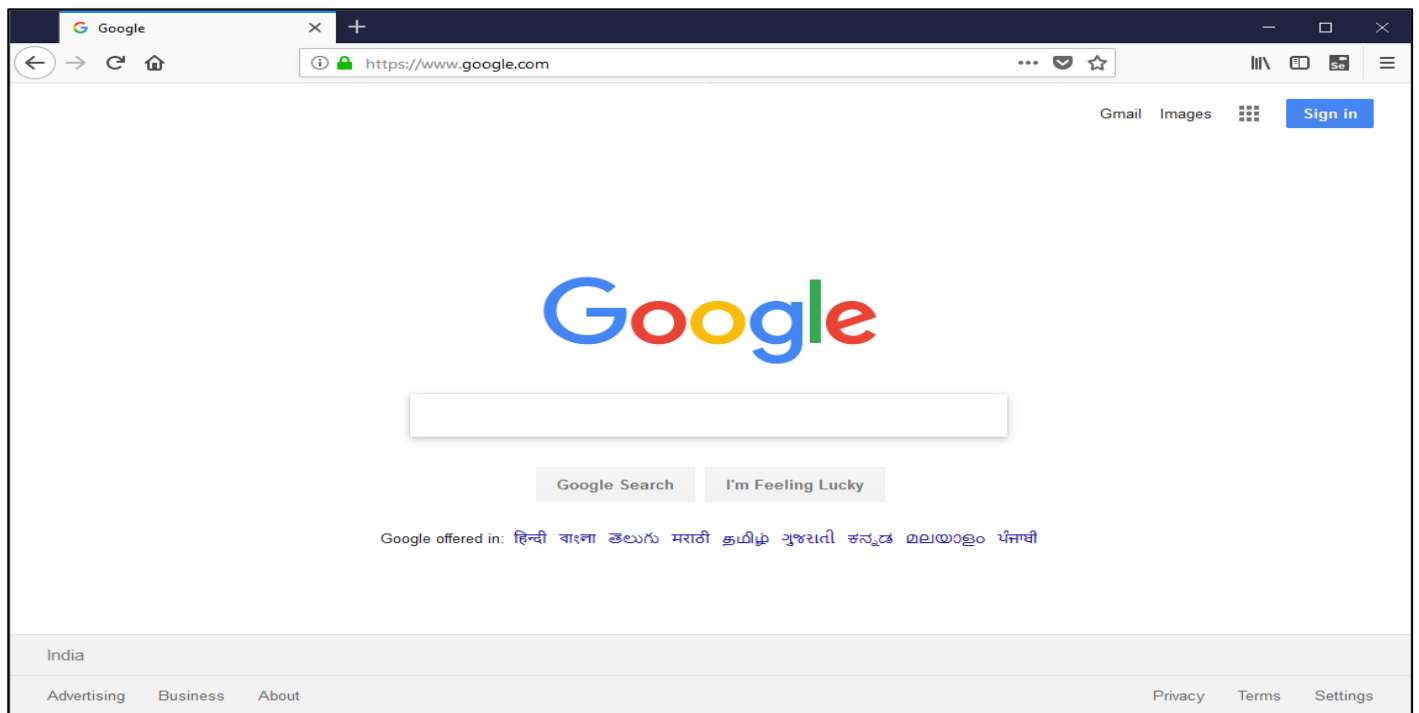 Google
https://www.google.com
Se
Gmail Images Sign in
Google
Google Search I'm Feeling Lucky
Google offered in: हिन्दी বাংলা తెలుగు मराठी தமிழ் ગુજરાતી ಕನ್ನಡ മലയാളം ਪੰਜਾਬੀ
India
Advertising Business About Privacy Terms Settings